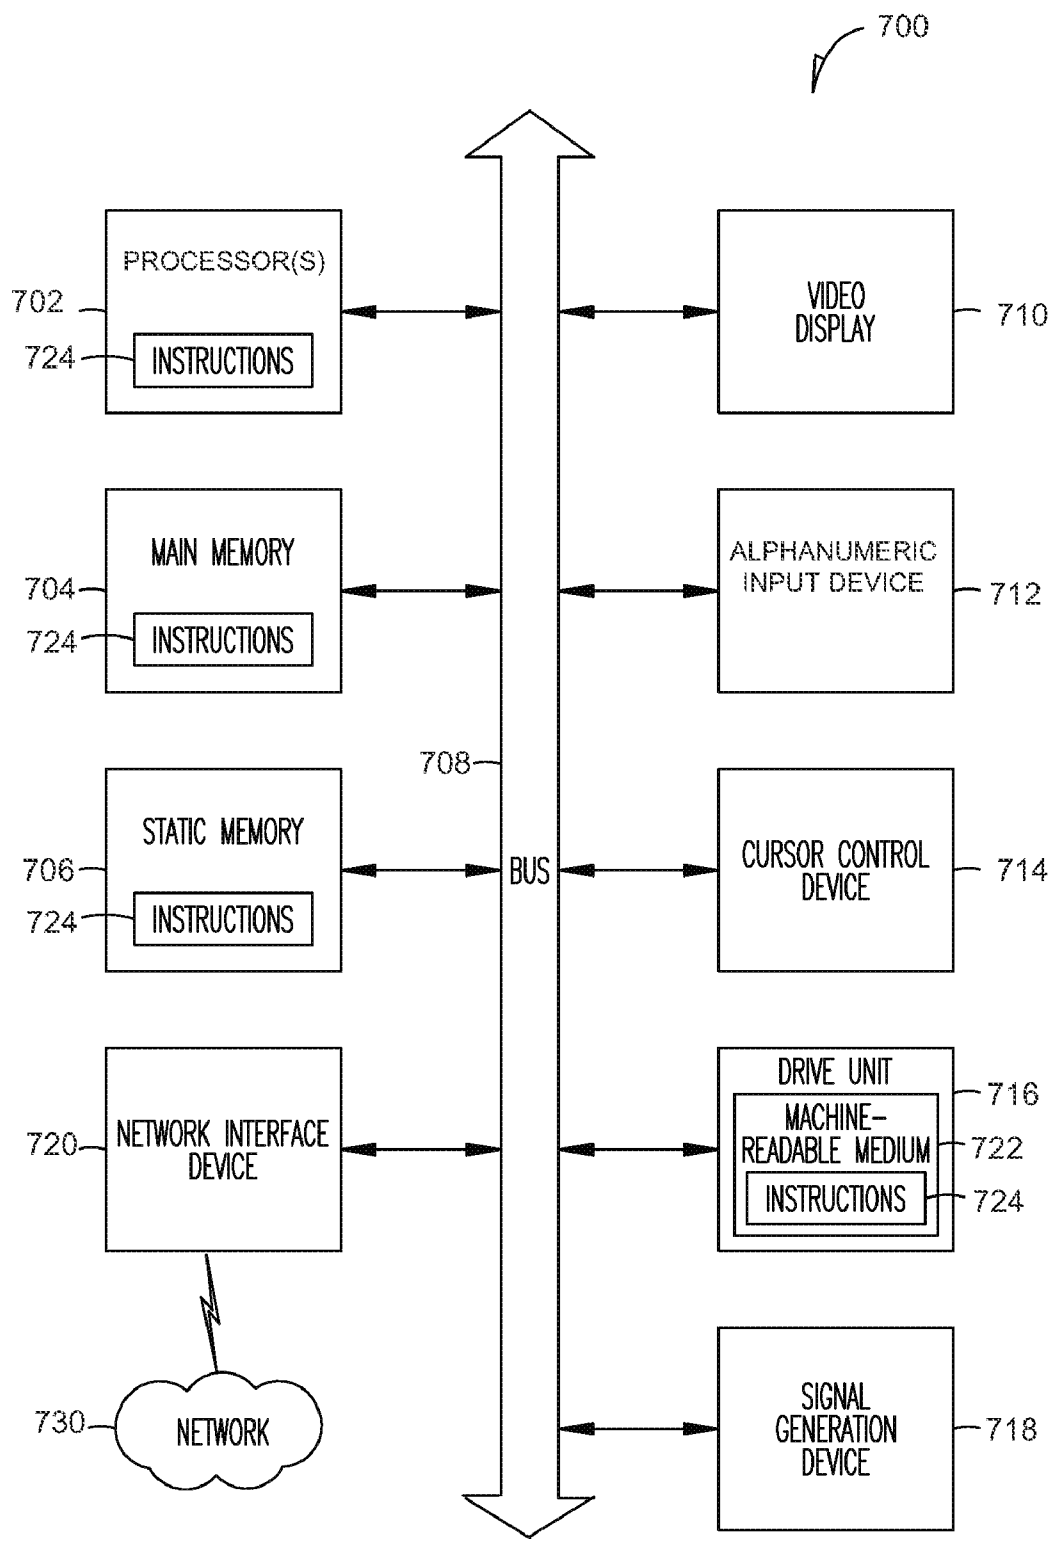 700
PROCESSOR(S)
702
724
INSTRUCTIONS
VIDEO
DISPLAY
710
MAIN MEMORY
704
724
INSTRUCTIONS
ALPHANUMERIC
INPUT DEVICE
712
708
BUS
STATIC MEMORY
706
724
INSTRUCTIONS
CURSOR CONTROL
DEVICE
714
NETWORK INTERFACE
DEVICE
720
DRIVE UNIT
716
MACHINE-
READABLE MEDIUM
722
INSTRUCTIONS
724
730
NETWORK
SIGNAL
GENERATION
DEVICE
718